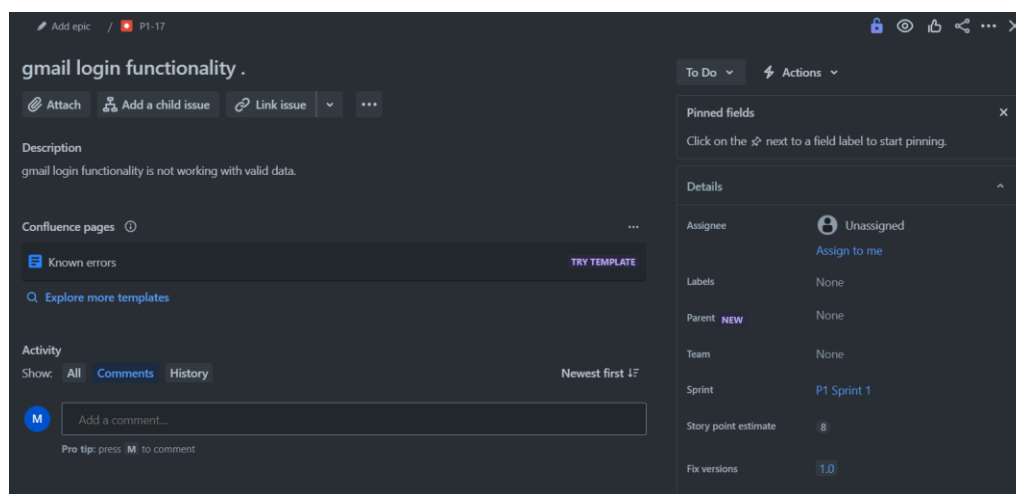 Add epic / P1-17
gmail login functionality .
Attach Add a child issue Link issue
Description
gmail login functionality is not working with valid data.
Confluence pages
Known errors TRY TEMPLATE
Explore more templates
Activity
Show: All Comments History Newest first
M Add a comment...
Pro tip: press M to comment
To Do Actions
Pinned fields
Click on the next to a field label to start pinning.
Details
Assignee Unassigned
Assign to me
Labels None
Parent NEW None
Team None
Sprint P1 Sprint 1
Story point estimate 8
Fix versions 1.0